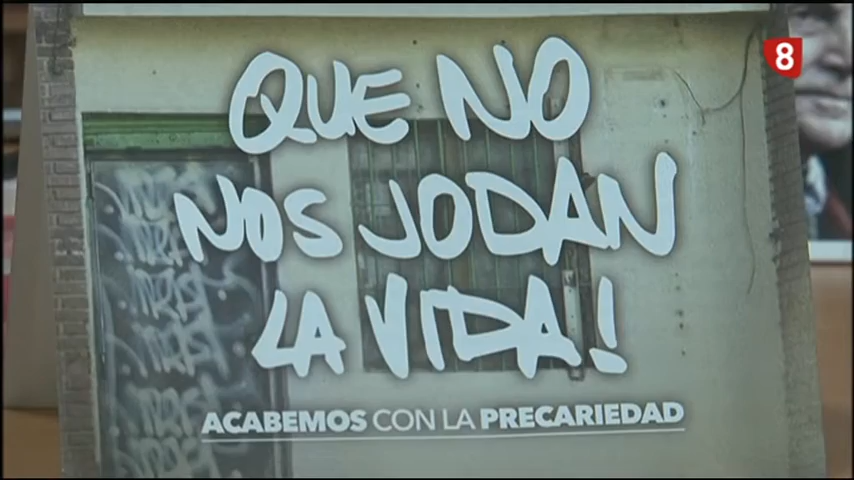 8
QUE NO
NOS JODAN
LA VIDA!
ACABEMOS CON LA PRECARIEDAD